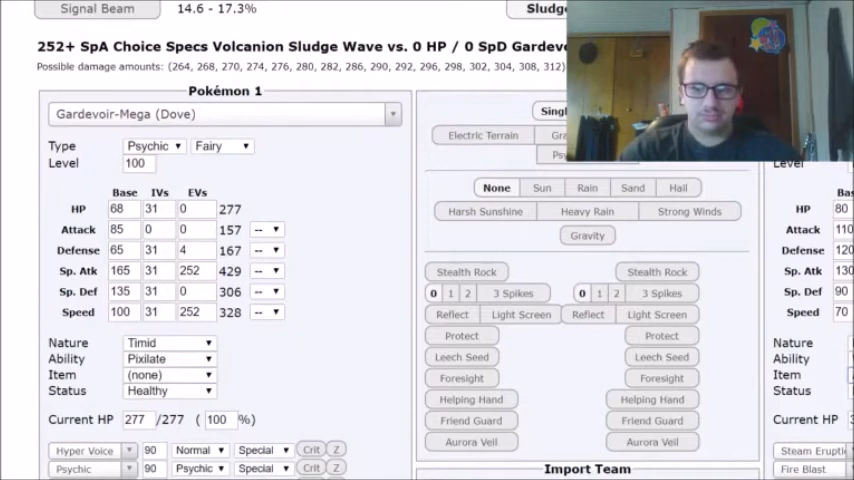 Signal Beam 14.6 - 17.3% Sludge
252+ SpA Choice Specs Volcanion Sludge Wave vs. 0 HP / 0 SpD Gardev
Possible damage amounts: (264, 268, 270, 274, 276, 280, 282, 286, 290, 292, 296, 298, 302, 304, 308, 312)
Pokémon 1
Gardevoir-Mega (Dove)
Type Psychic Fairy
Level 100
Base IVs EVs
HP 68 31 0 277
Attack 85 0 0 157 --
Defense 65 31 4 167 --
Sp. Atk 165 31 252 429 --
Sp. Def 135 31 0 306 --
Speed 100 31 252 328 --
Nature Timid
Ability Pixilate
Item (none)
Status Healthy
Current HP 277 /277 ( 100 %)
Hyper Voice 90 Normal Special Crit Z
Psychic 90 Psychic Special Crit Z
Singl
Electric Terrain Gra
Ps
None Sun Rain Sand Hail
Harsh Sunshine Heavy Rain Strong Winds
Gravity
Stealth Rock Stealth Rock
0 1 2 3 Spikes 0 1 2 3 Spikes
Reflect Light Screen Reflect Light Screen
Protect Protect
Leech Seed Leech Seed
Foresight Foresight
Helping Hand Helping Hand
Friend Guard Friend Guard
Aurora Veil Aurora Veil
Import Team
Level
Bas
HP 80
Attack 110
Defense 120
Sp. Atk 130
Sp. Def 90
Speed 70
Nature
Ability
Item
Status
Current HP 3
Steam Erupti
Fire Blast